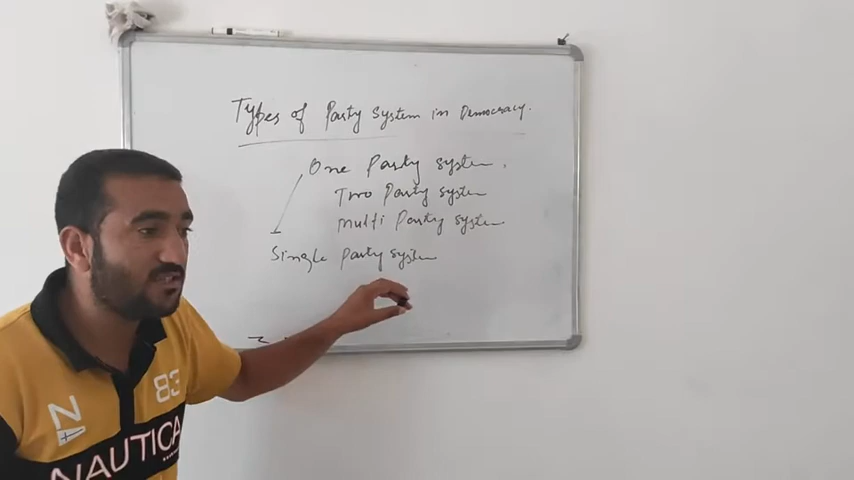 Types of Party System in Democracy.
One Party system.
Two Party system
Multi Party system
Single Party system
N
83
NAUTICA